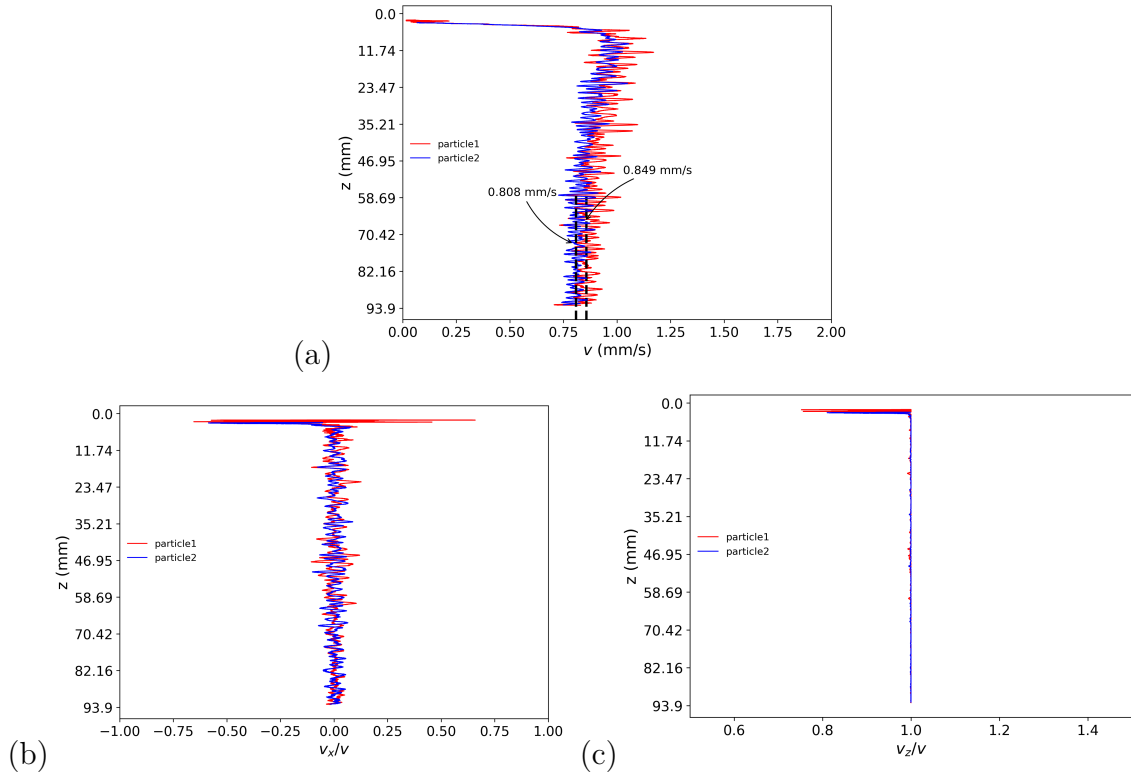 0.0
11.74
23.47
35.21
46.95
58.69
70.42
82.16
93.9
z (mm)
particle1
particle2
0.808 mm/s
0.849 mm/s
0.00 0.25 0.50 0.75 1.00 1.25 1.50 1.75 2.00
v (mm/s)
(a)
0.0
11.74
23.47
35.21
46.95
58.69
70.42
82.16
93.9
z (mm)
particle1
particle2
−1.00 −0.75 −0.50 −0.25 0.00 0.25 0.50 0.75 1.00
v_x/v
(b)
0.0
11.74
23.47
35.21
46.95
58.69
70.42
82.16
93.9
z (mm)
particle1
particle2
0.6 0.8 1.0 1.2 1.4
v_z/v
(c)